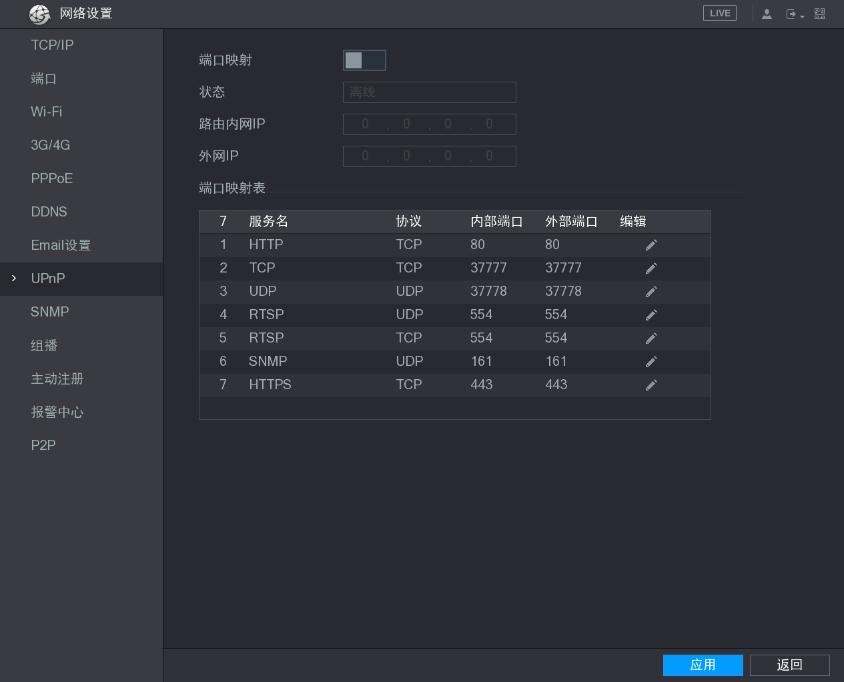 网络设置
LIVE
TCP/IP
端口
Wi-Fi
3G/4G
PPPoE
DDNS
Email设置
UPnP
SNMP
组播
主动注册
报警中心
P2P
端口映射
状态 离线
路由内网IP 0 . 0 . 0 . 0
外网IP 0 . 0 . 0 . 0
端口映射表
7 服务名 协议 内部端口 外部端口 编辑
1 HTTP TCP 80 80
2 TCP TCP 37777 37777
3 UDP UDP 37778 37778
4 RTSP UDP 554 554
5 RTSP TCP 554 554
6 SNMP UDP 161 161
7 HTTPS TCP 443 443
应用 返回